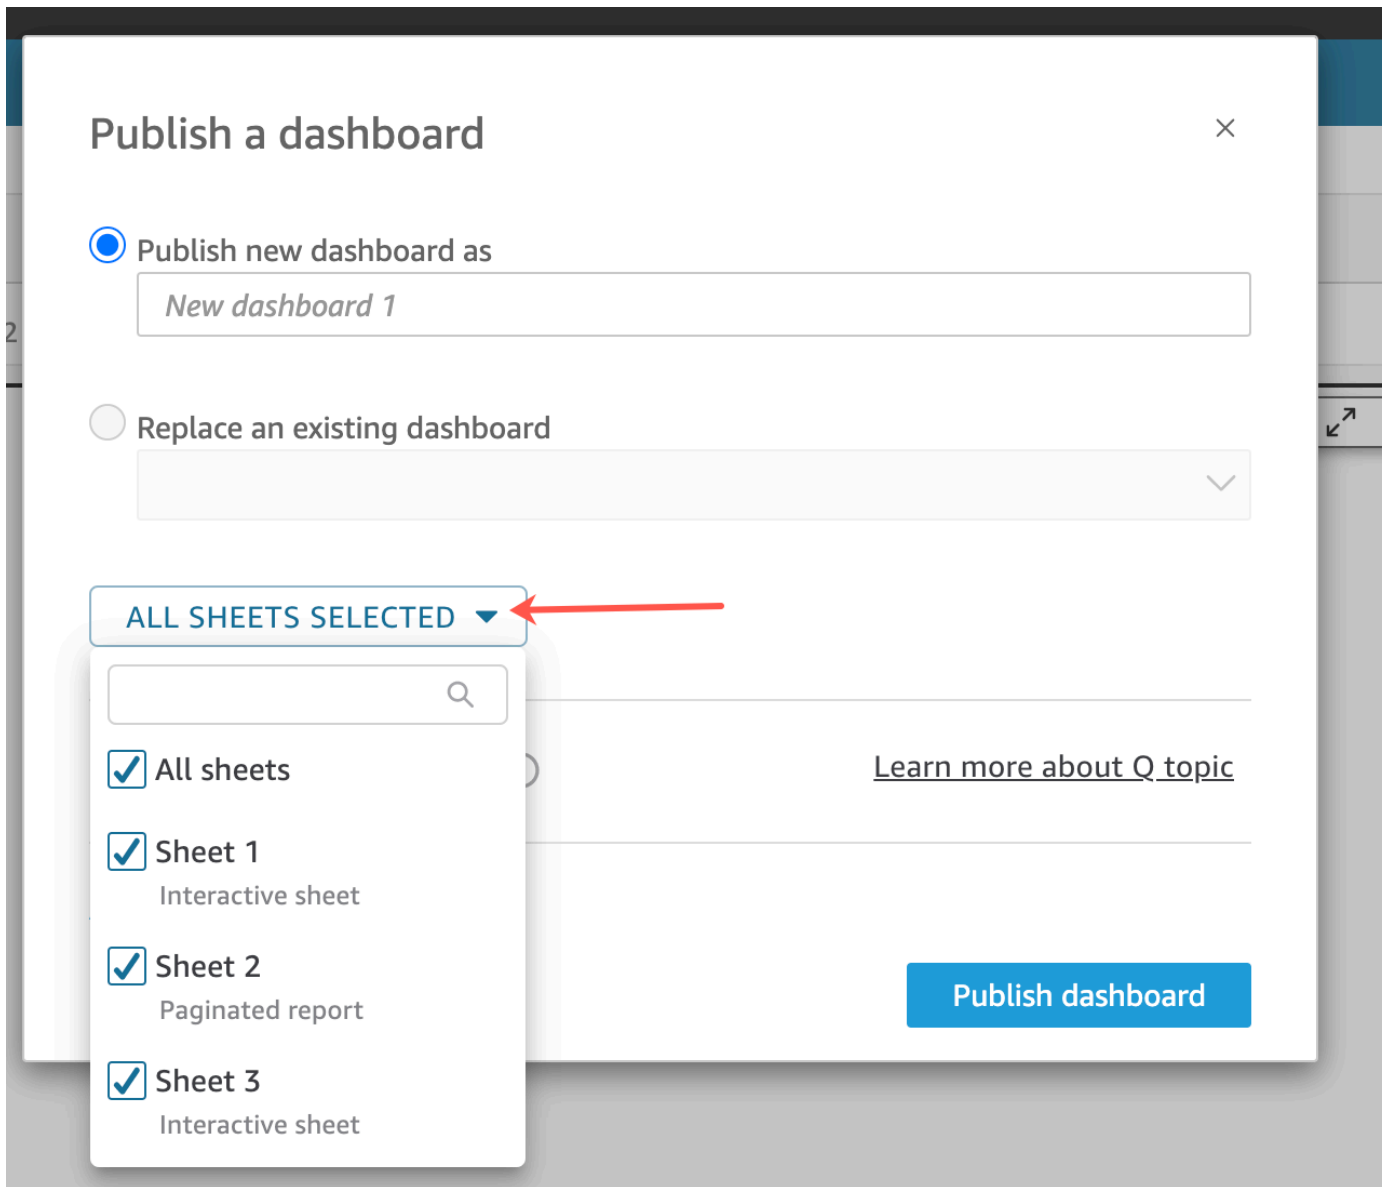 Publish a dashboard
Publish new dashboard as
New dashboard 1
2
Replace an existing dashboard
ALL SHEETS SELECTED
All sheets
Learn more about Q topic
Sheet 1
Interactive sheet
Sheet 2
Paginated report
Publish dashboard
Sheet 3
Interactive sheet